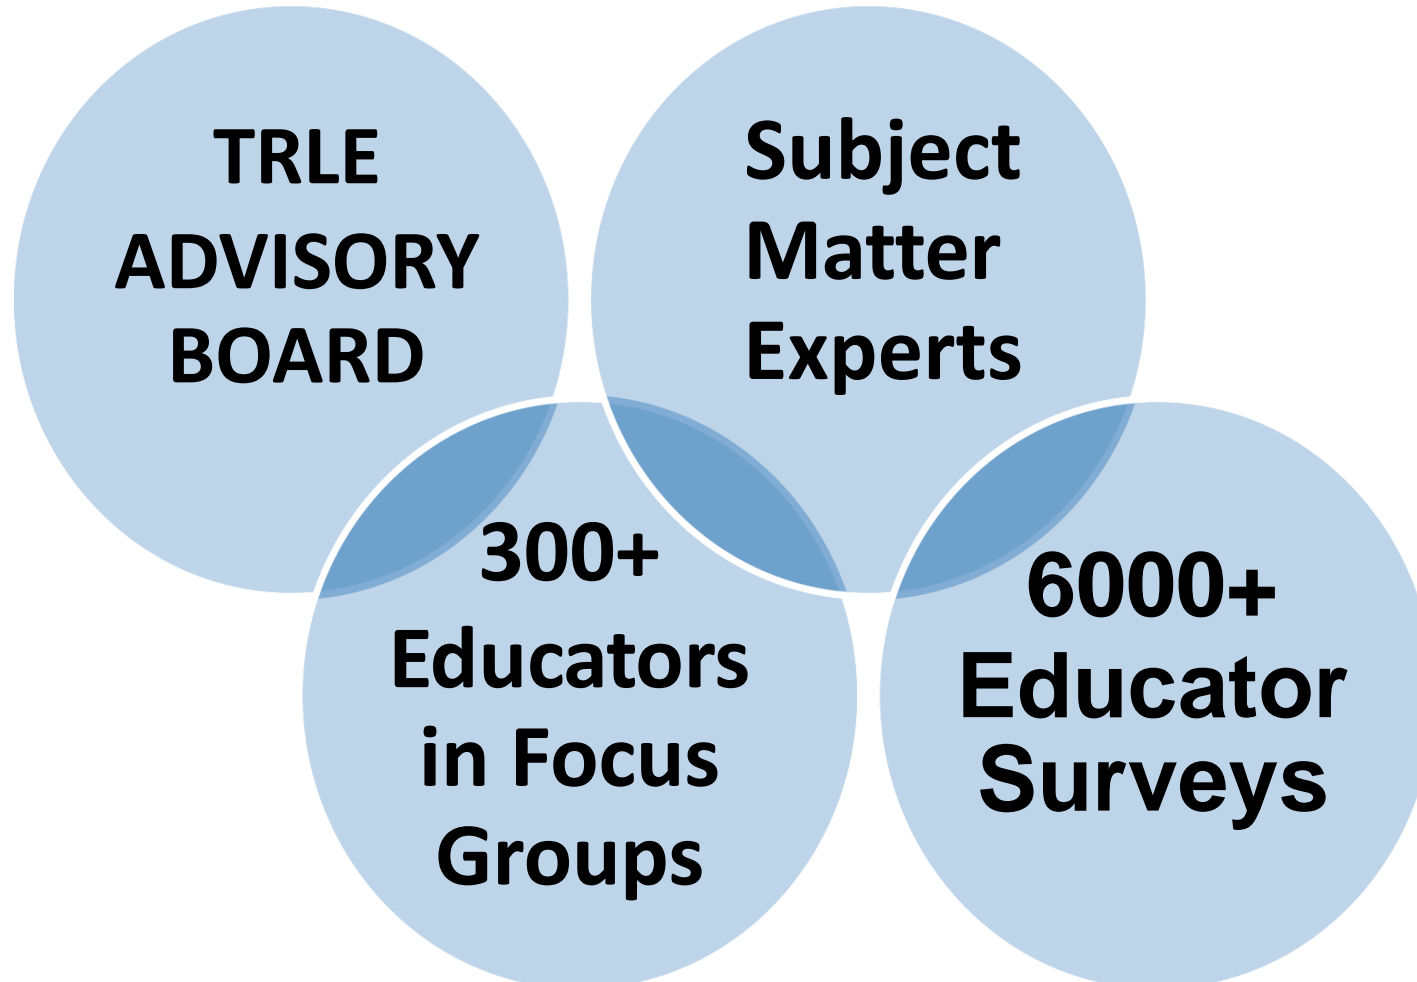 TRLE
ADVISORY
BOARD
Subject
Matter
Experts
300+
Educators
in Focus
Groups
6000+
Educator
Surveys